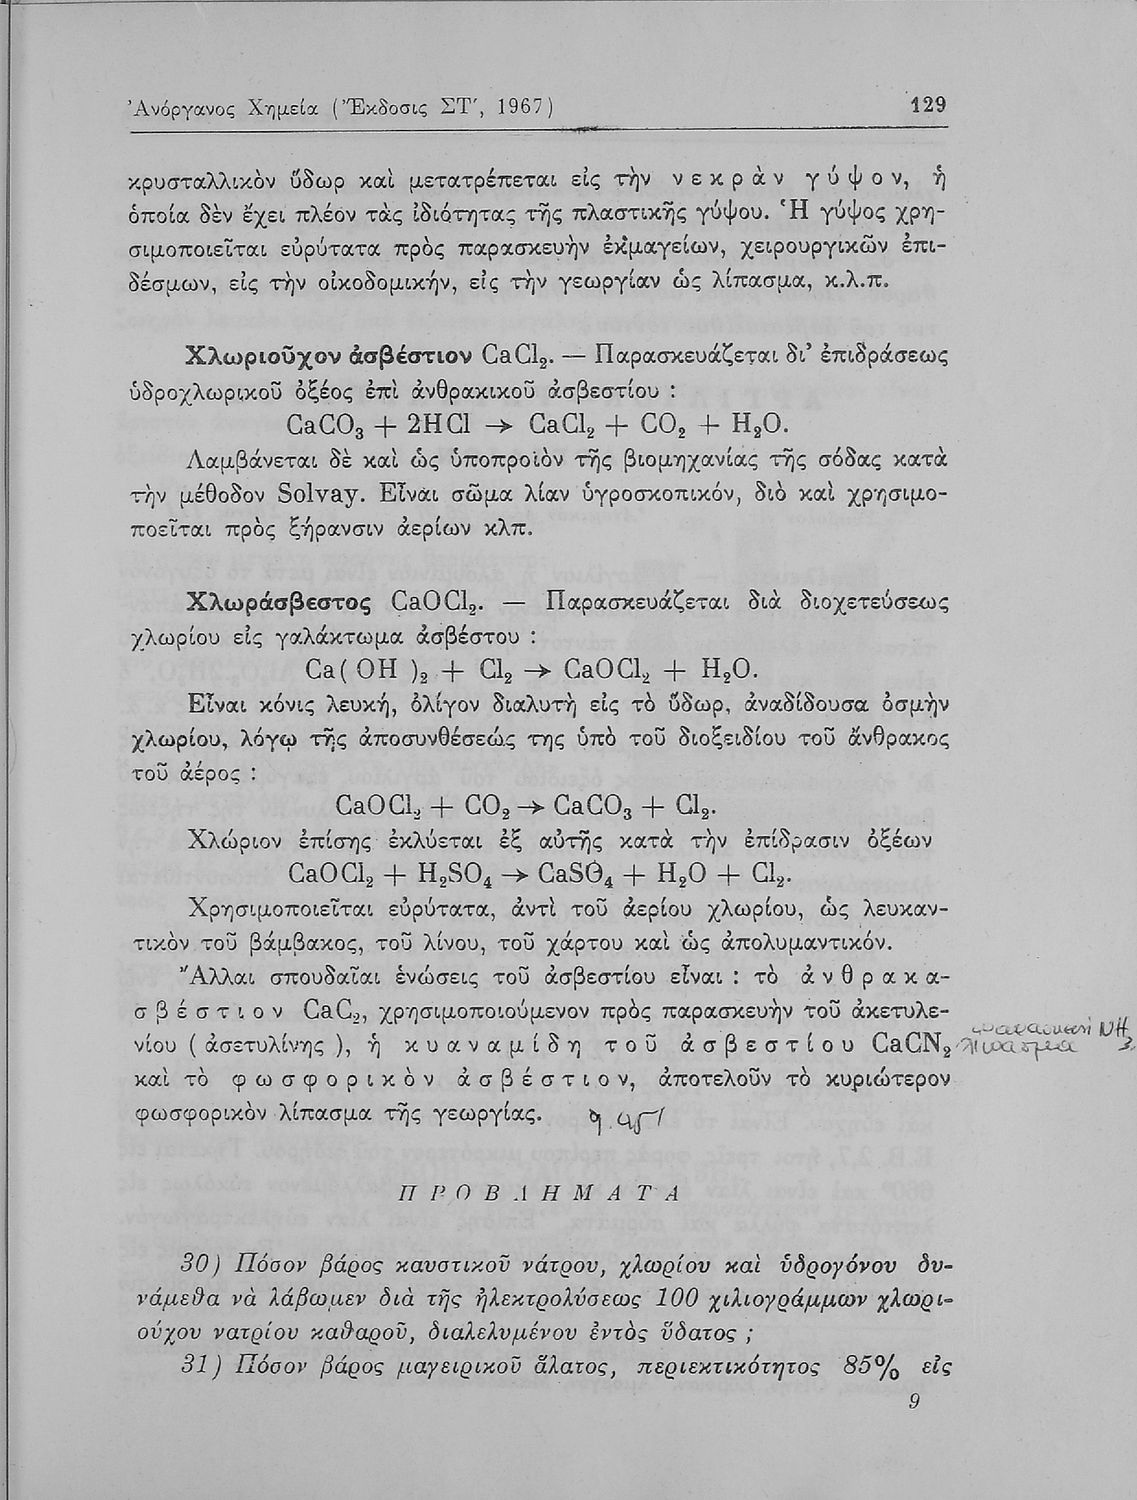 Ἀνόργανος Χημεία (Ἔκδοσις ΣΤ′, 1967) 129
κρυσταλλικὸν ὕδωρ καὶ μετατρέπεται εἰς τὴν νεκρὰν γύψον, ἡ
ὁποία δὲν ἔχει πλέον τὰς ἰδιότητας τῆς πλαστικῆς γύψου. Ἡ γύψος χρη-
σιμοποιεῖται εὐρύτατα πρὸς παρασκευὴν ἐκμαγείων, χειρουργικῶν ἐπι-
δέσμων, εἰς τὴν οἰκοδομικήν, εἰς τὴν γεωργίαν ὡς λίπασμα, κ.λ.π.
Χλωριοῦχον ἀσβέστιον CaCl₂. — Παρασκευάζεται δι’ ἐπιδράσεως
ὑδροχλωρικοῦ ὀξέος ἐπὶ ἀνθρακικοῦ ἀσβεστίου :
CaCO₃ + 2HCl → CaCl₂ + CO₂ + H₂O.
Λαμβάνεται δὲ καὶ ὡς ὑποπροϊὸν τῆς βιομηχανίας τῆς σόδας κατὰ
τὴν μέθοδον Solvay. Εἶναι σῶμα λίαν ὑγροσκοπικόν, διὸ καὶ χρησιμο-
ποεῖται πρὸς ξήρανσιν ἀερίων κλπ.
Χλωράσβεστος CaOCl₂. — Παρασκευάζεται διὰ διοχετεύσεως
χλωρίου εἰς γαλάκτωμα ἀσβέστου :
Ca( OH )₂ + Cl₂ → CaOCl₂ + H₂O.
Εἶναι κόνις λευκή, ὀλίγον διαλυτὴ εἰς τὸ ὕδωρ, ἀναδίδουσα ὀσμὴν
χλωρίου, λόγῳ τῆς ἀποσυνθέσεώς της ὑπὸ τοῦ διοξειδίου τοῦ ἄνθρακος
τοῦ ἀέρος :
CaOCl₂ + CO₂ → CaCO₃ + Cl₂.
Χλώριον ἐπίσης ἐκλύεται ἐξ αὐτῆς κατὰ τὴν ἐπίδρασιν ὀξέων
CaOCl₂ + H₂SO₄ → CaSO₄ + H₂O + Cl₂.
Χρησιμοποιεῖται εὐρύτατα, ἀντὶ τοῦ ἀερίου χλωρίου, ὡς λευκαν-
τικὸν τοῦ βάμβακος, τοῦ λίνου, τοῦ χάρτου καὶ ὡς ἀπολυμαντικόν.
Ἄλλαι σπουδαῖαι ἑνώσεις τοῦ ἀσβεστίου εἶναι : τὸ ἀνθρακα-
σβέστιον CaC₂, χρησιμοποιούμενον πρὸς παρασκευὴν τοῦ ἀκετυλε-
νίου ( ἀσετυλίνης ), ἡ κυαναμίδη τοῦ ἀσβεστίου CaCN₂
NH₃
λίπασμα
καὶ τὸ φωσφορικὸν ἀσβέστιον, ἀποτελοῦν τὸ κυριώτερον
φωσφορικὸν λίπασμα τῆς γεωργίας.
ΠΡΟΒΛΗΜΑΤΑ
30) Πόσον βάρος καυστικοῦ νάτρου, χλωρίου καὶ ὑδρογόνου δυ-
νάμεθα νὰ λάβωμεν διὰ τῆς ἠλεκτρολύσεως 100 χιλιογράμμων χλωρι-
ούχου νατρίου καθαροῦ, διαλελυμένου ἐντὸς ὕδατος ;
31) Πόσον βάρος μαγειρικοῦ ἅλατος, περιεκτικότητος 85% εἰς
9